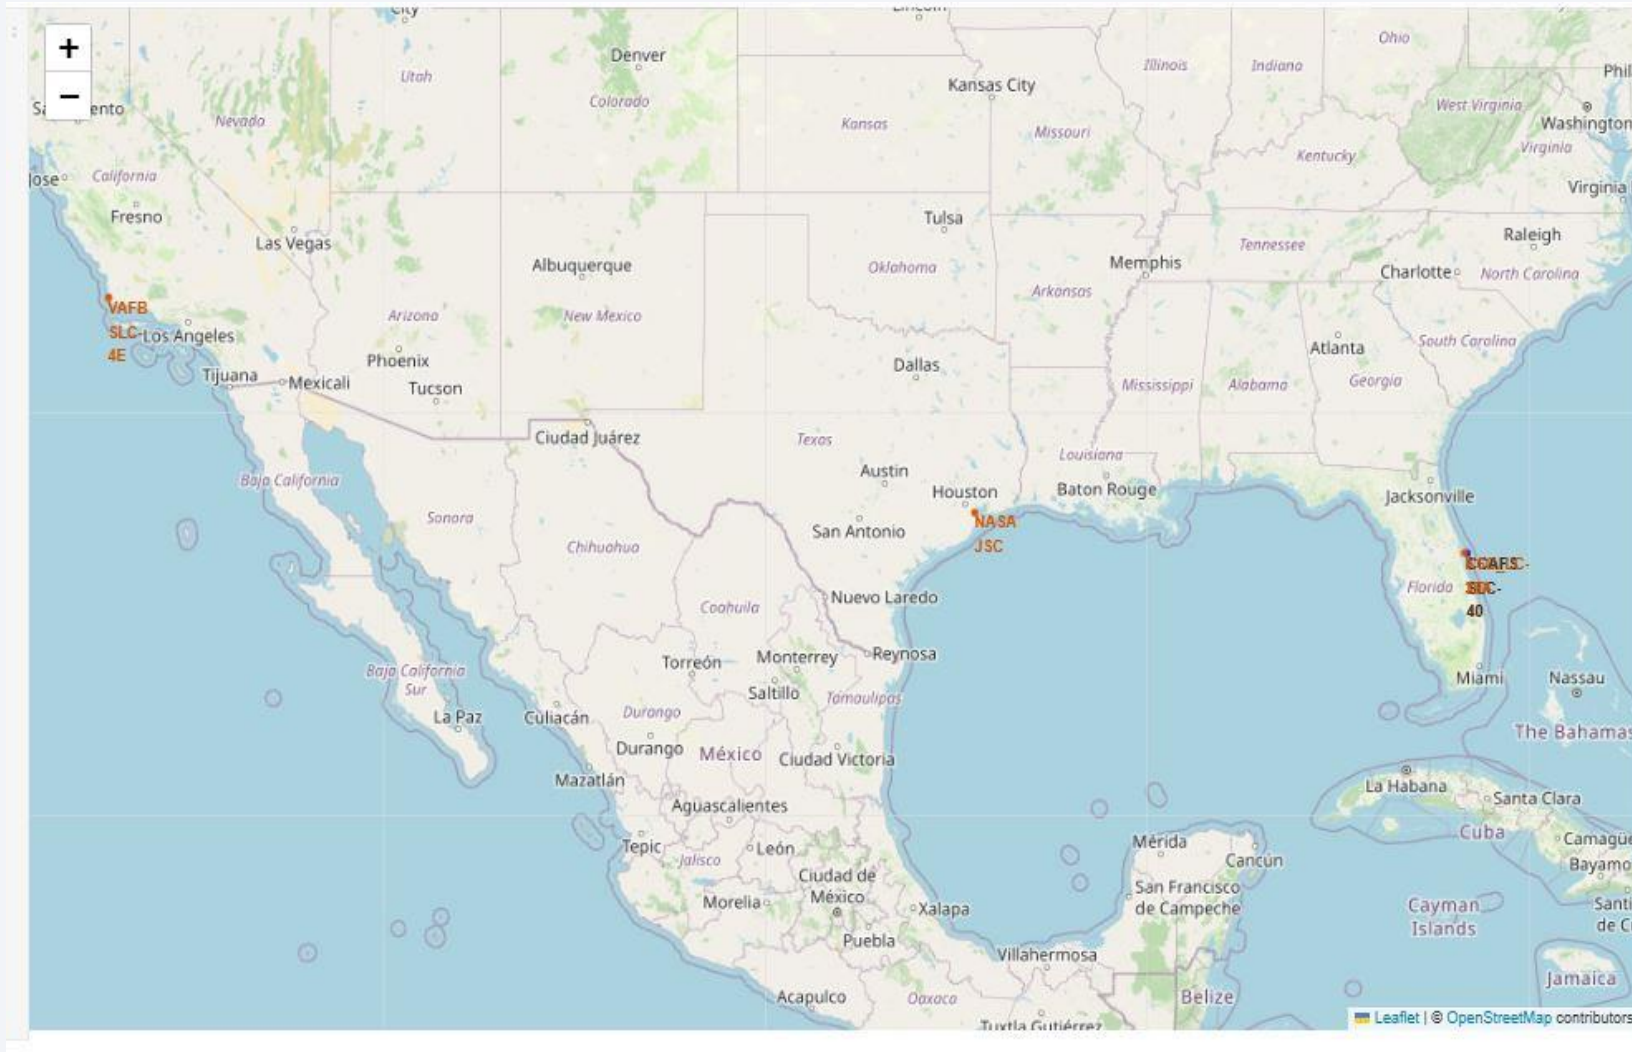 +
−
City
Lincoln
Ohio
Denver
Illinois
Indiana
Phil
Utah
Kansas City
Colorado
West Virginia
Nevada
Kansas
Washington
Missouri
Virginia
Kentucky
Jose
California
Virginia
Fresno
Tulsa
Raleigh
Las Vegas
Tennessee
Albuquerque
Oklahoma
Memphis
Charlotte
North Carolina
Arkansas
VAFB
SLC-
4E
Los Angeles
Arizona
New Mexico
South Carolina
Atlanta
Phoenix
Dallas
Tijuana
Mexicali
Tucson
Mississippi
Alabama
Georgia
Ciudad Juárez
Texas
Louisiana
Austin
Baja California
Houston
Baton Rouge
Jacksonville
Sonora
NASA
JSC
San Antonio
Chihuahua
CCAFS
SLC-
40
Florida
Nuevo Laredo
Coahuila
Reynosa
Torreón
Monterrey
Baja California
Sur
Saltillo
Tamaulipas
Miami
Nassau
La Paz
Culiacán
Durango
The Bahamas
Durango
México
Ciudad Victoria
Mazatlán
La Habana
Santa Clara
Aguascalientes
Cuba
Camagüe
Tepic
León
Mérida
Jalisco
Cancún
Bayamo
Ciudad de
México
San Francisco
de Campeche
Morelia
Xalapa
Cayman
Islands
Santi
de C
Puebla
Villahermosa
Jamaica
Acapulco
Oaxaca
Belize
Leaflet | © OpenStreetMap contributors
Tuxtla Gutiérrez